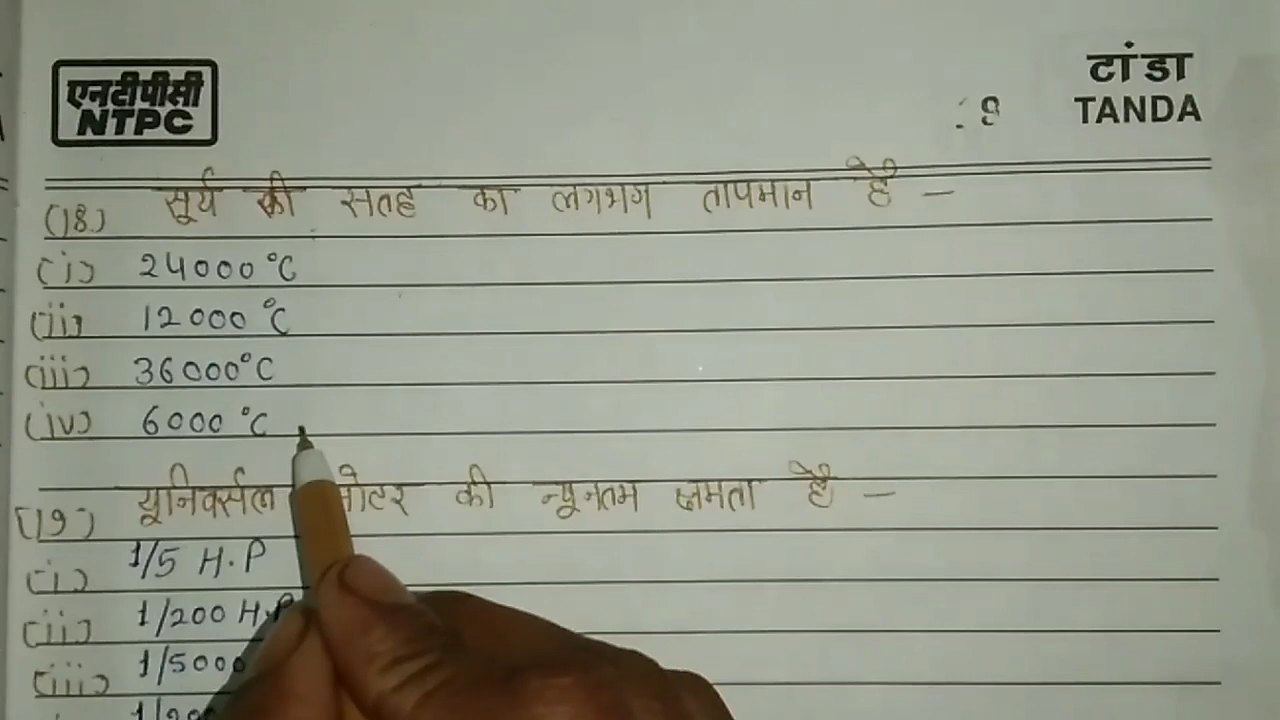 एनटीपीसी
NTPC
टांडा
TANDA
(18) सूर्य की सतह का लगभग तापमान है -
(i) 24000°C
(ii) 12000°C
(iii) 36000°C
(iv) 6000°C
(19) यूनिवर्सल मोटर की न्यूनतम क्षमता है -
(i) 1/5 H.P
(ii) 1/200 H.P
(iii) 1/5000